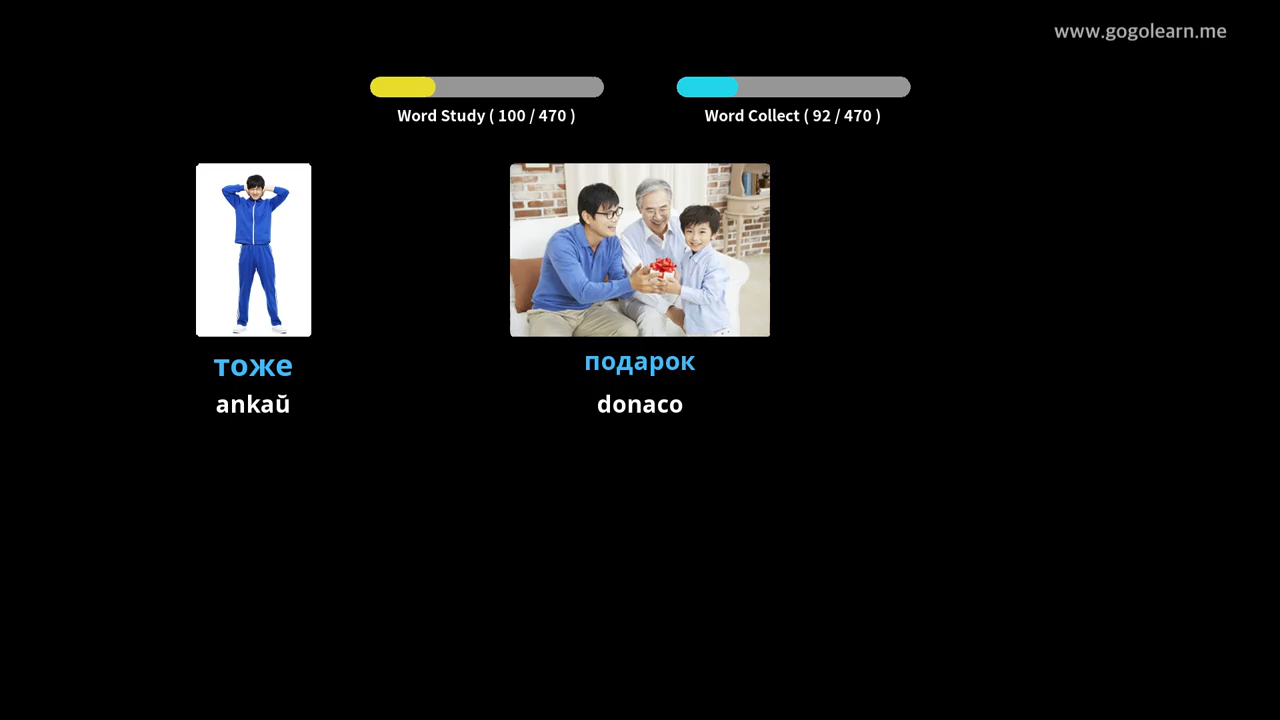 www.gogolearn.me
Word Study ( 100 / 470 )
Word Collect ( 92 / 470 )
тоже
ankaŭ
подарок
donaco